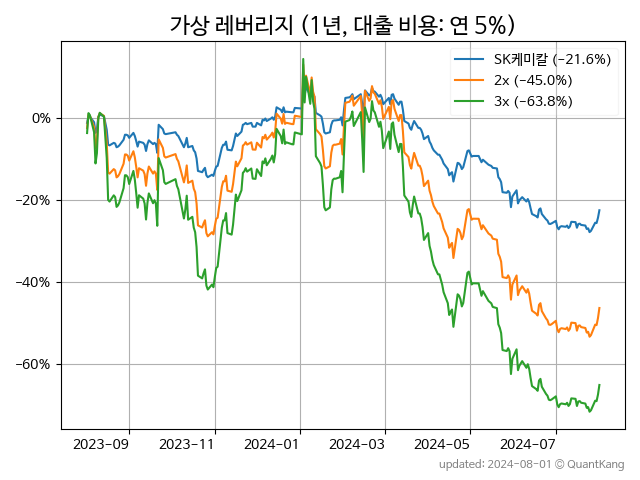 가상 레버리지 (1년, 대출 비용: 연 5%)
SK케미칼 (−21.6%)
2x (−45.0%)
3x (−63.8%)
0%
−20%
−40%
−60%
2023-09 2023-11 2024-01 2024-03 2024-05 2024-07
updated: 2024-08-01 © QuantKang